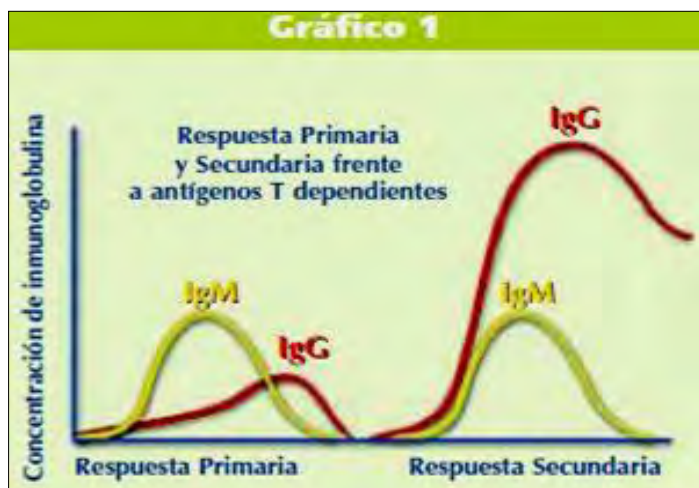 Gráfico 1
Concentración de inmunoglobulina
Respuesta Primaria
y Secundaria frente
a antígenos T dependientes
IgG
IgM
IgM
IgG
Respuesta Primaria
Respuesta Secundaria